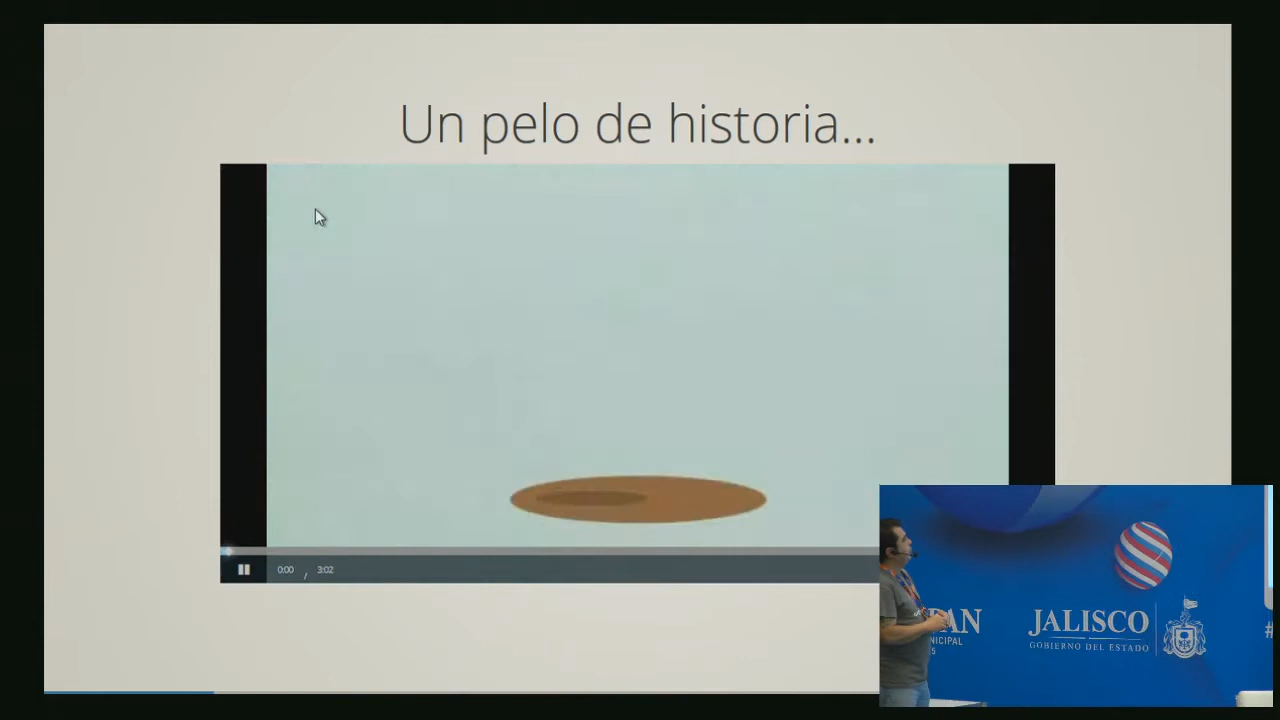 Un pelo de historia...
0:00 / 3:02
JALISCO
GOBIERNO DEL ESTADO
#